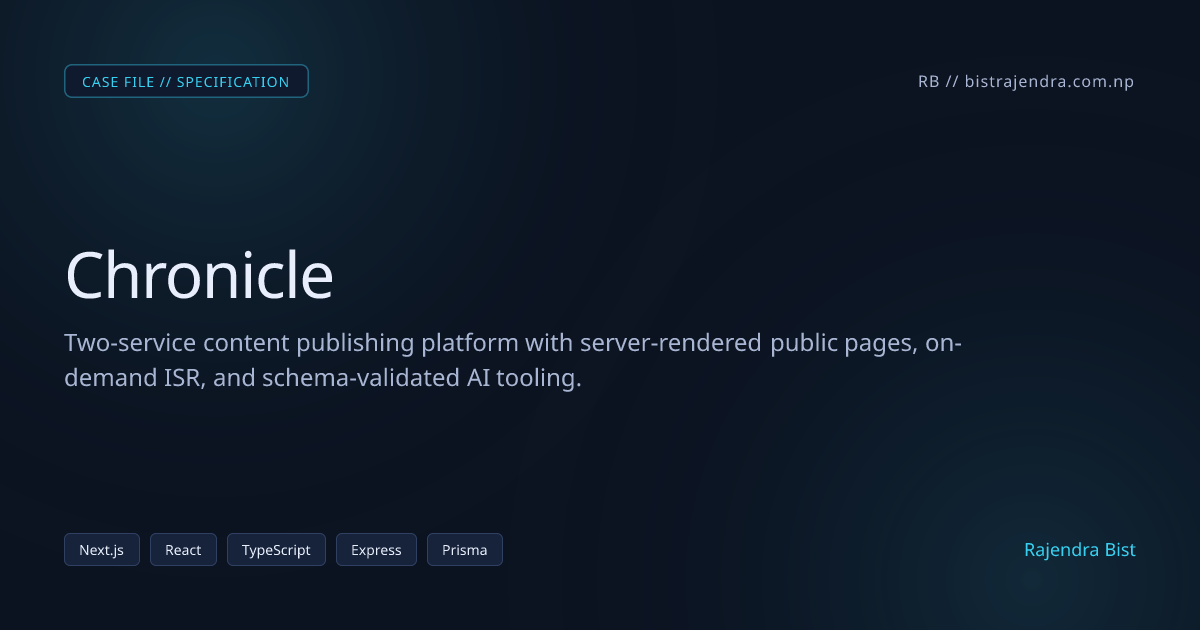 CASE FILE // SPECIFICATION
RB // bistrajendra.com.np
Chronicle
Two-service content publishing platform with server-rendered public pages, on-
demand ISR, and schema-validated AI tooling.
Next.js
React
TypeScript
Express
Prisma
Rajendra Bist